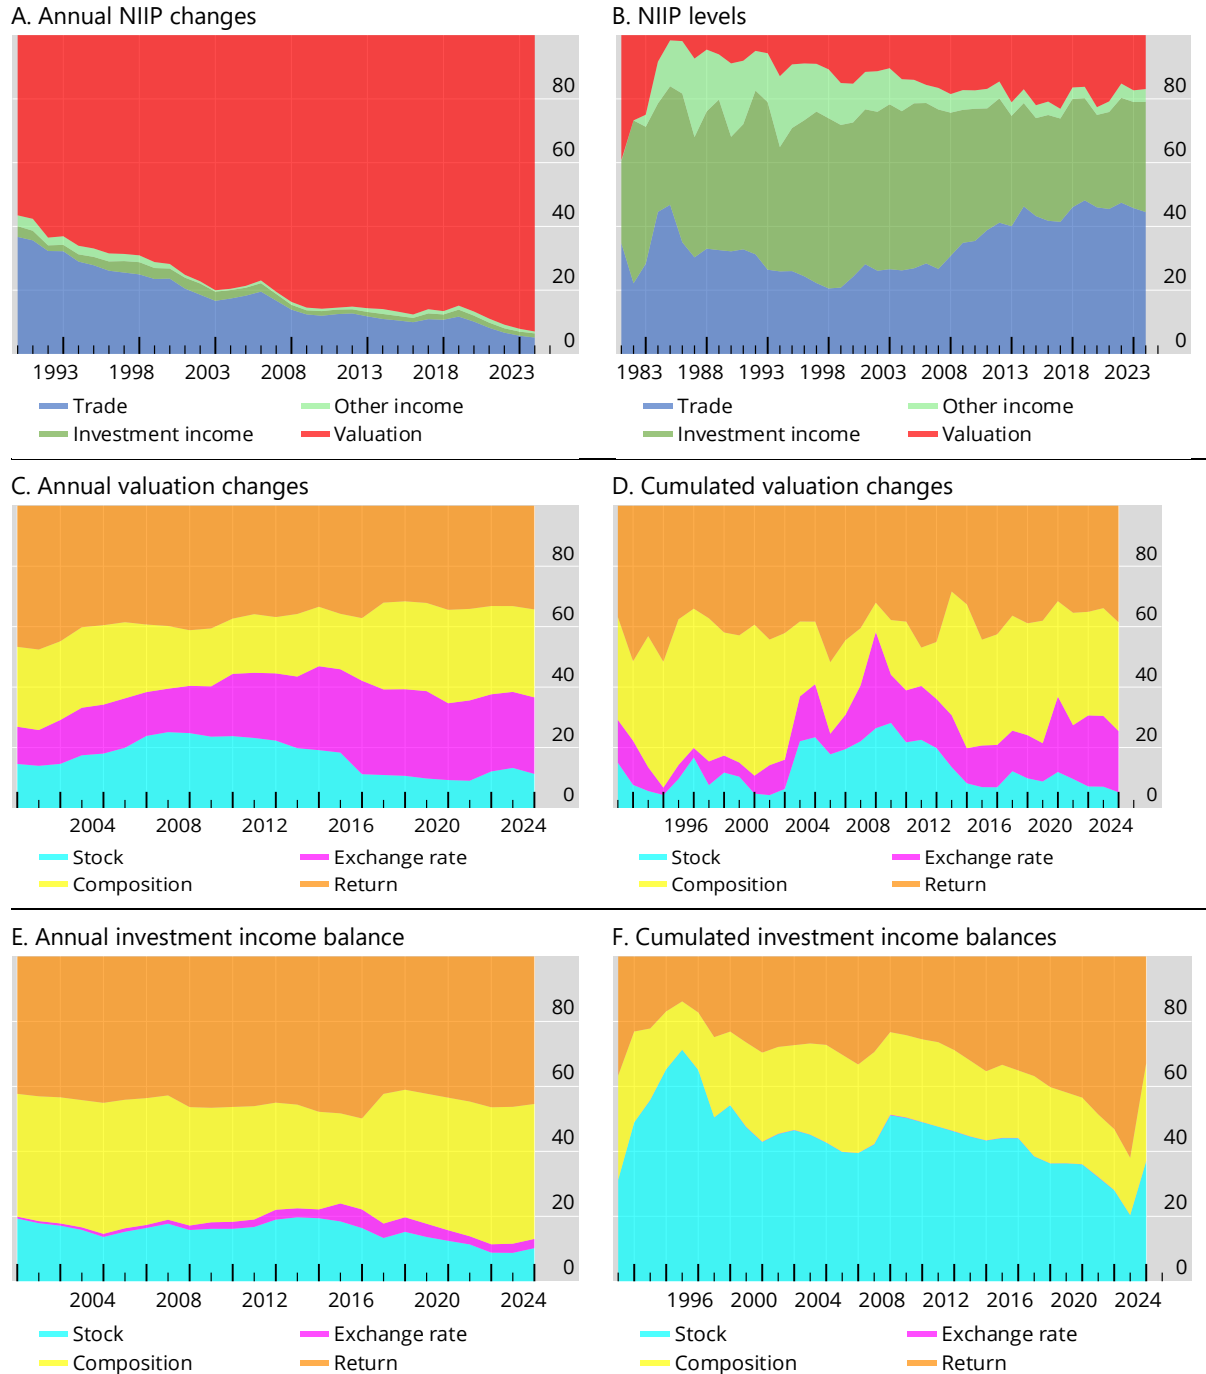 A. Annual NIIP changes
80
60
40
20
0
1993 1998 2003 2008 2013 2018 2023
Trade
Other income
Investment income
Valuation
B. NIIP levels
80
60
40
20
0
1983 1988 1993 1998 2003 2008 2013 2018 2023
Trade
Other income
Investment income
Valuation
C. Annual valuation changes
80
60
40
20
0
2004 2008 2012 2016 2020 2024
Stock
Exchange rate
Composition
Return
D. Cumulated valuation changes
80
60
40
20
0
1996 2000 2004 2008 2012 2016 2020 2024
Stock
Exchange rate
Composition
Return
E. Annual investment income balance
80
60
40
20
0
2004 2008 2012 2016 2020 2024
Stock
Exchange rate
Composition
Return
F. Cumulated investment income balances
80
60
40
20
0
1996 2000 2004 2008 2012 2016 2020 2024
Stock
Exchange rate
Composition
Return